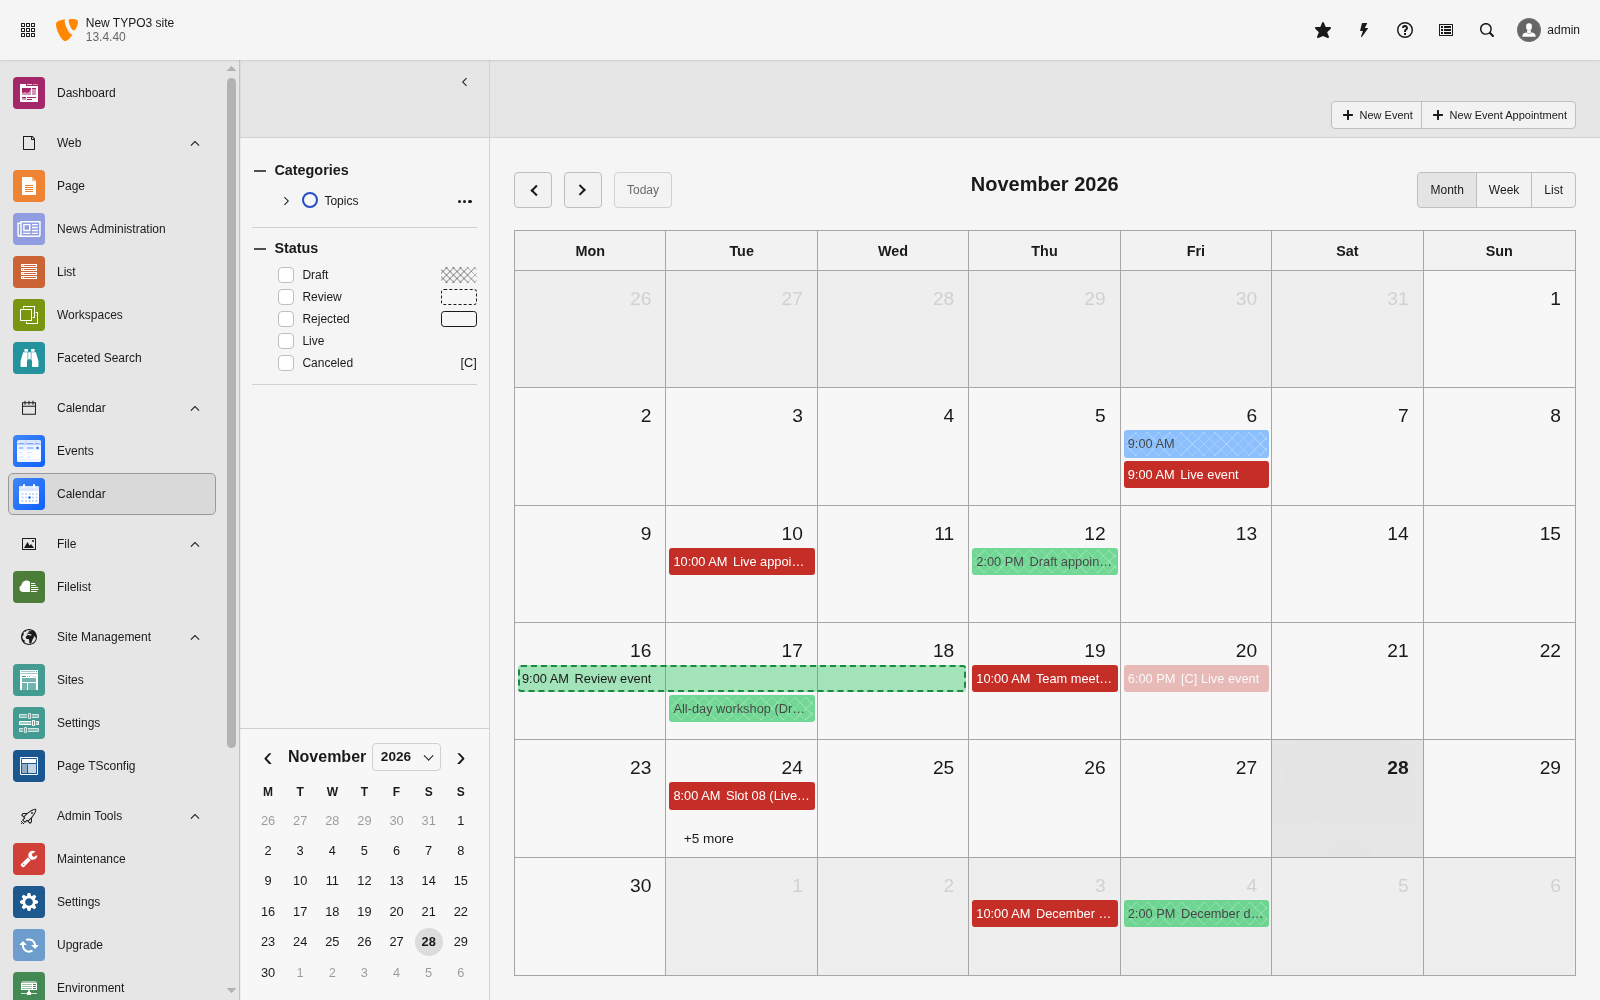 New TYPO3 site
13.4.40
admin
Dashboard
Web
Page
News Administration
List
Workspaces
Faceted Search
Calendar
Events
Calendar
File
Filelist
Site Management
Sites
Settings
Page TSconfig
Admin Tools
Maintenance
Settings
Upgrade
Environment
Categories
Topics
Status
Draft
Review
Rejected
Live
Canceled [C]
November 2026
M T W T F S S
26 27 28 29 30 31 1
2 3 4 5 6 7 8
9 10 11 12 13 14 15
16 17 18 19 20 21 22
23 24 25 26 27 28 29
30 1 2 3 4 5 6
New Event New Event Appointment
Today
November 2026
Month Week List
Mon Tue Wed Thu Fri Sat Sun
26 27 28 29 30 31 1
2 3 4 5 6 7 8
9:00 AM
9:00 AM Live event
9 10 11 12 13 14 15
10:00 AM Live appoi…
2:00 PM Draft appoin…
16 17 18 19 20 21 22
9:00 AM Review event
10:00 AM Team meet…
6:00 PM [C] Live event
All-day workshop (Dr…
23 24 25 26 27 28 29
8:00 AM Slot 08 (Live…
+5 more
30 1 2 3 4 5 6
10:00 AM December …
2:00 PM December d…